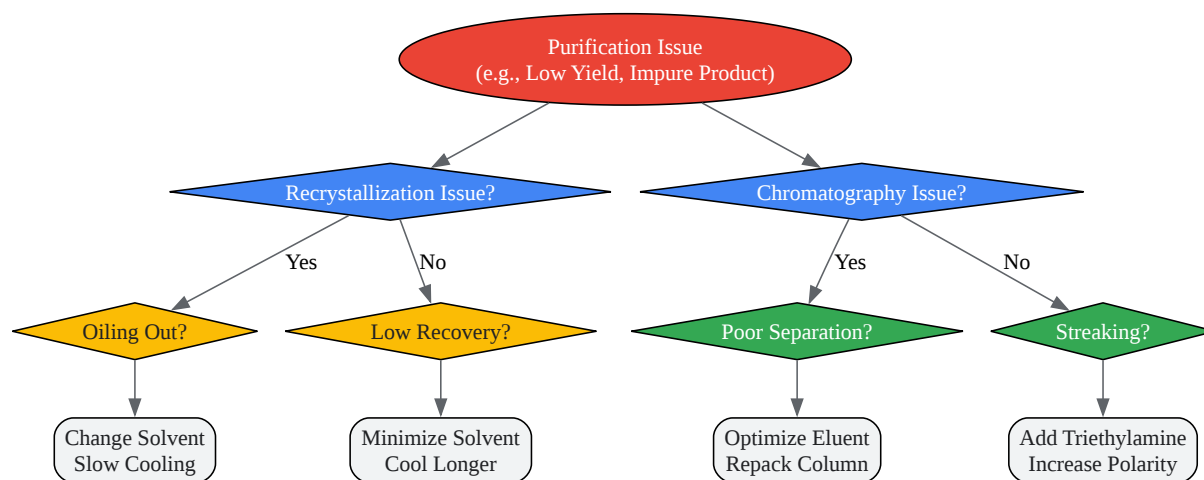 Purification Issue
(e.g., Low Yield, Impure Product)
Recrystallization Issue?
Chromatography Issue?
Yes
No
Yes
No
Oiling Out?
Low Recovery?
Poor Separation?
Streaking?
Change Solvent
Slow Cooling
Minimize Solvent
Cool Longer
Optimize Eluent
Repack Column
Add Triethylamine
Increase Polarity